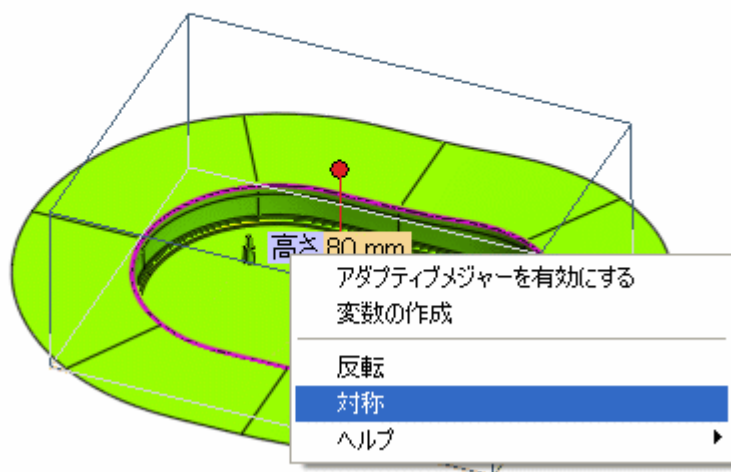 高さ 80 mm
アダプティブメジャーを有効にする
変数の作成
反転
対称
ヘルプ